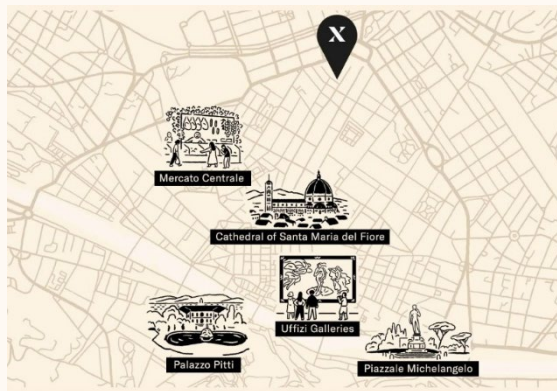 X
Mercato Centrale
Cathedral of Santa Maria del Fiore
Uffizi Galleries
Palazzo Pitti
Piazzale Michelangelo